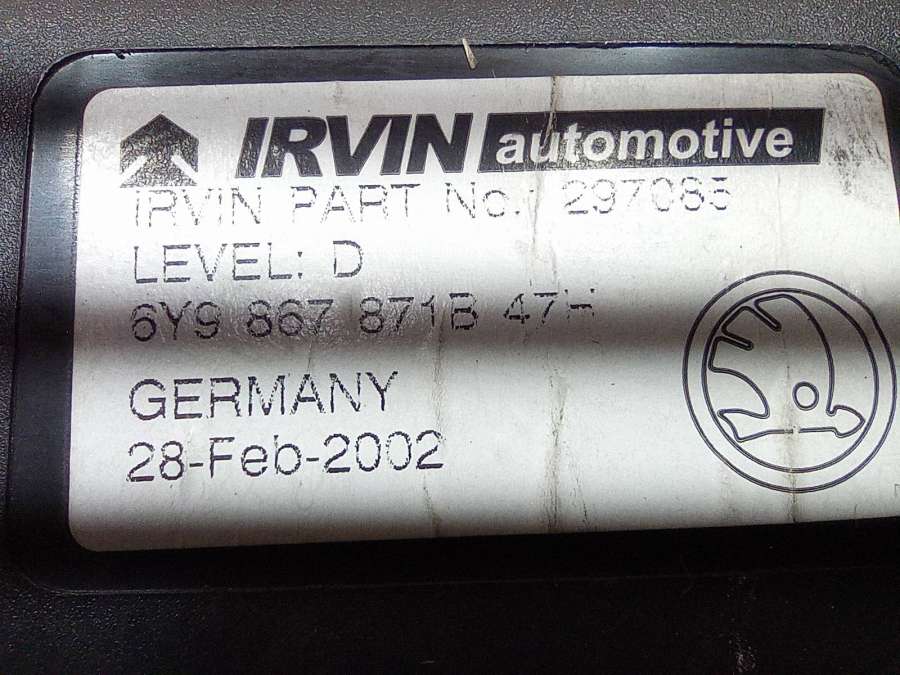 IRVIN automotive
IRVIN PART No.: 297085
LEVEL: D
6Y9 867 871B 47H
GERMANY
28-Feb-2002